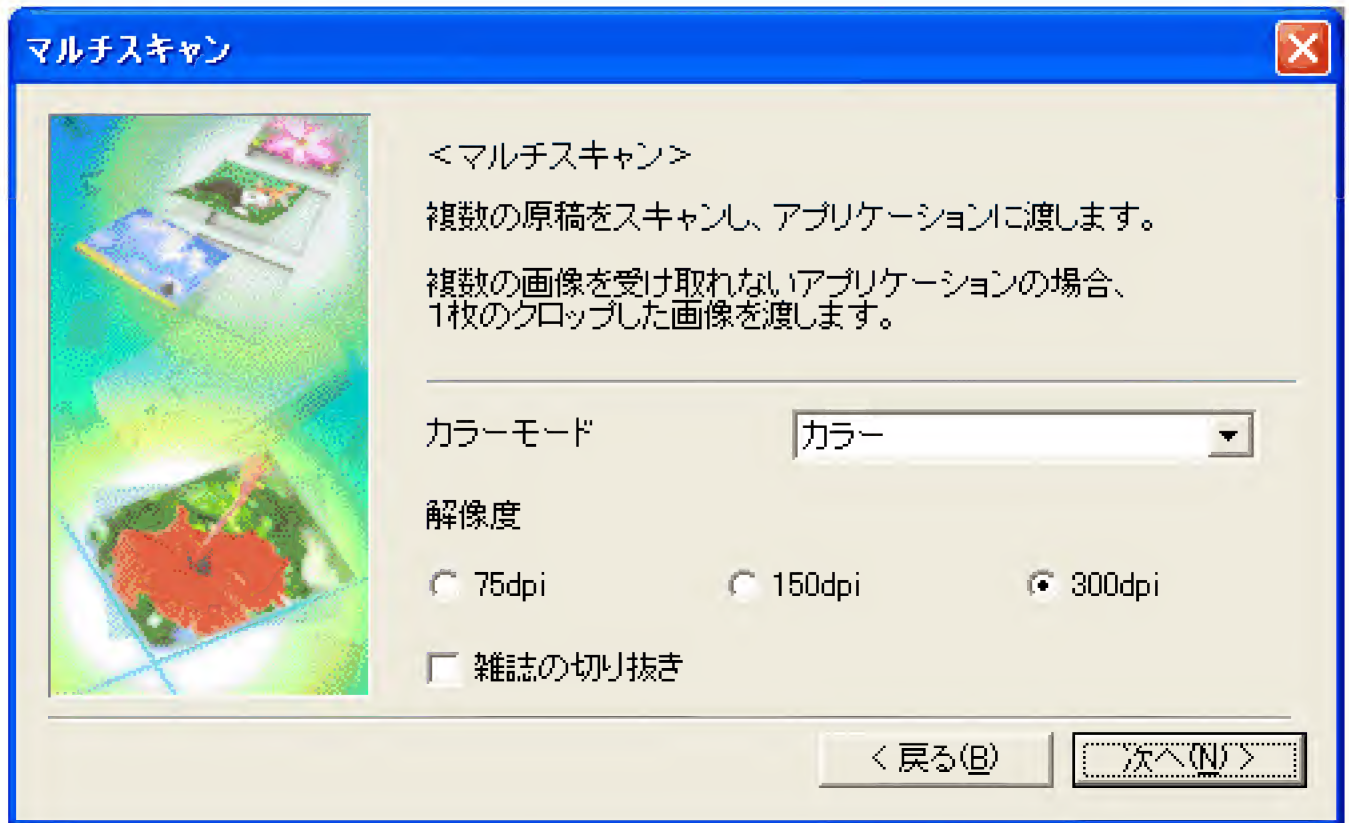 マルチスキャン
<マルチスキャン>
複数の原稿をスキャンし、アプリケーションに渡します。
複数の画像を受け取れないアプリケーションの場合、
1枚のクロップした画像を渡します。
カラーモード カラー
解像度
75dpi 150dpi 300dpi
雑誌の切り抜き
< 戻る(B) 次へ(N) >